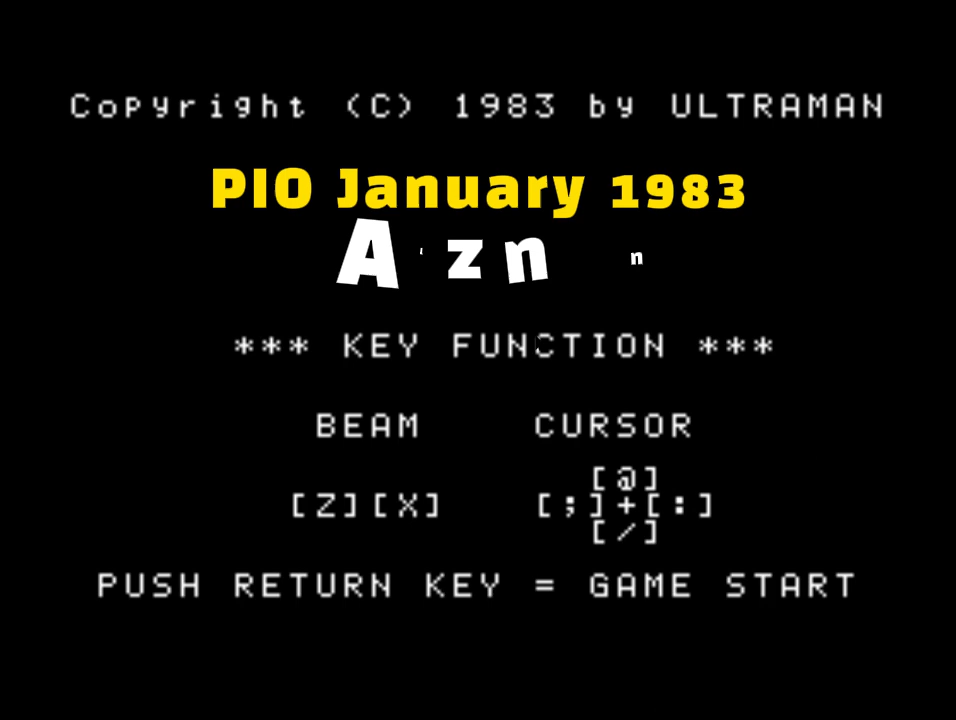 Copyright (C) 1983 by ULTRAMAN
PIO January 1983
*** KEY FUNCTION ***
BEAM CURSOR
[@]
[Z][X] [;]+[:]
[/]
PUSH RETURN KEY = GAME START